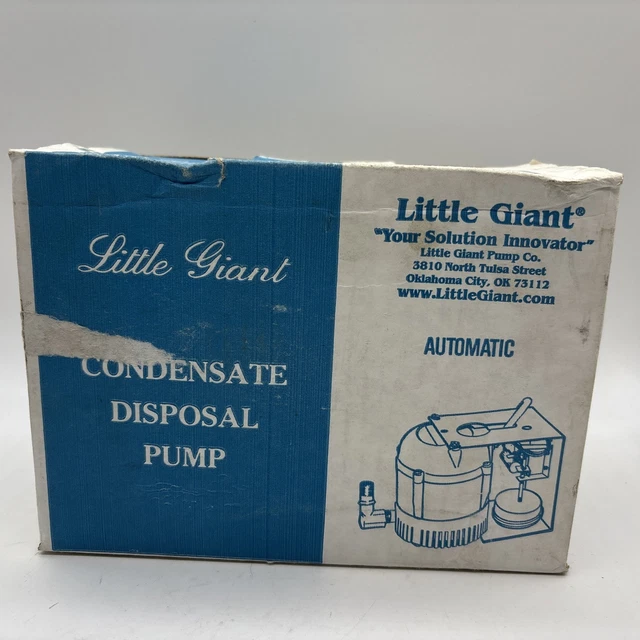 Little Giant
CONDENSATE
DISPOSAL
PUMP
Little Giant®
"Your Solution Innovator"
Little Giant Pump Co.
3810 North Tulsa Street
Oklahoma City, OK 73112
www.LittleGiant.com
AUTOMATIC